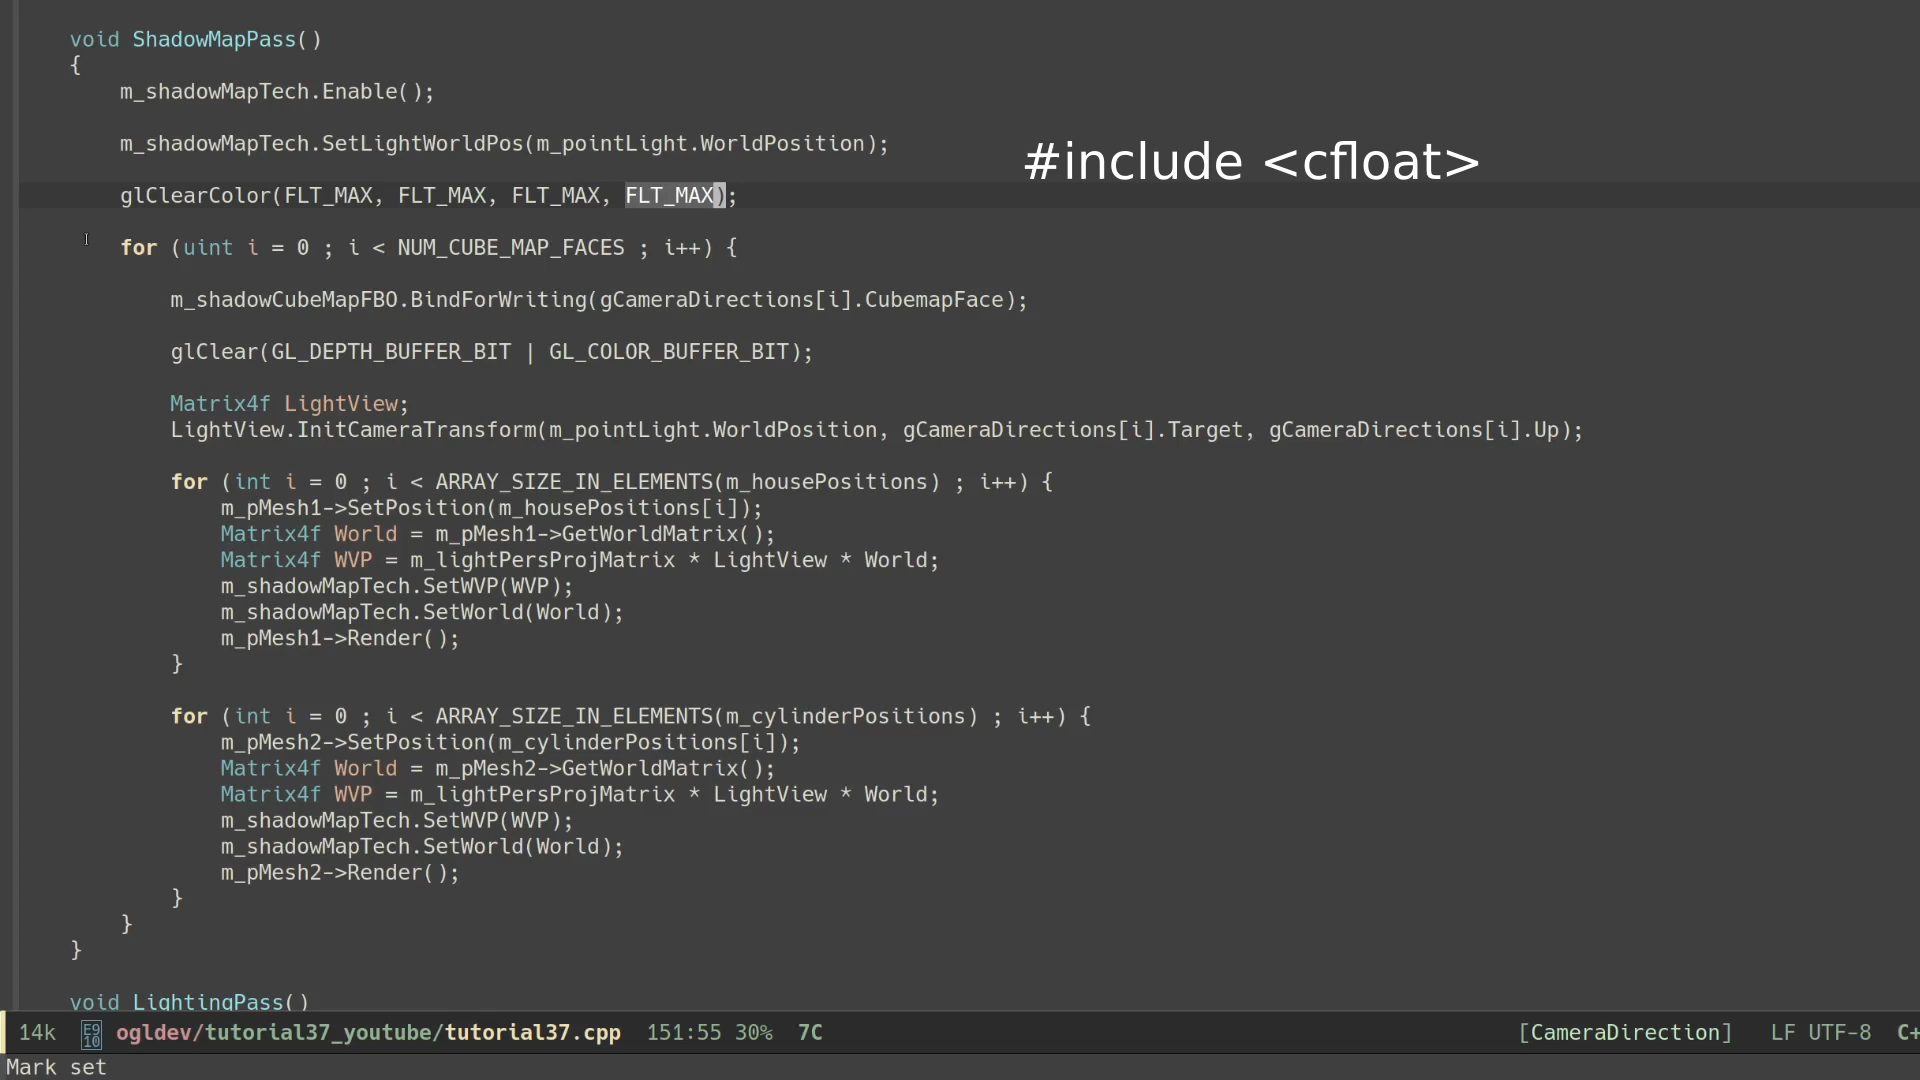 void ShadowMapPass()
{
m_shadowMapTech.Enable();
m_shadowMapTech.SetLightWorldPos(m_pointLight.WorldPosition);
#include <cfloat>
glClearColor(FLT_MAX, FLT_MAX, FLT_MAX, FLT_MAX);
for (uint i = 0 ; i < NUM_CUBE_MAP_FACES ; i++) {
m_shadowCubeMapFBO.BindForWriting(gCameraDirections[i].CubemapFace);
glClear(GL_DEPTH_BUFFER_BIT | GL_COLOR_BUFFER_BIT);
Matrix4f LightView;
LightView.InitCameraTransform(m_pointLight.WorldPosition, gCameraDirections[i].Target, gCameraDirections[i].Up);
for (int i = 0 ; i < ARRAY_SIZE_IN_ELEMENTS(m_housePositions) ; i++) {
m_pMesh1->SetPosition(m_housePositions[i]);
Matrix4f World = m_pMesh1->GetWorldMatrix();
Matrix4f WVP = m_lightPersProjMatrix * LightView * World;
m_shadowMapTech.SetWVP(WVP);
m_shadowMapTech.SetWorld(World);
m_pMesh1->Render();
}
for (int i = 0 ; i < ARRAY_SIZE_IN_ELEMENTS(m_cylinderPositions) ; i++) {
m_pMesh2->SetPosition(m_cylinderPositions[i]);
Matrix4f World = m_pMesh2->GetWorldMatrix();
Matrix4f WVP = m_lightPersProjMatrix * LightView * World;
m_shadowMapTech.SetWVP(WVP);
m_shadowMapTech.SetWorld(World);
m_pMesh2->Render();
}
}
}
void LightingPass()
14k E910 ogldev/tutorial37_youtube/tutorial37.cpp 151:55 30% 7C [CameraDirection] LF UTF-8 C+
Mark set